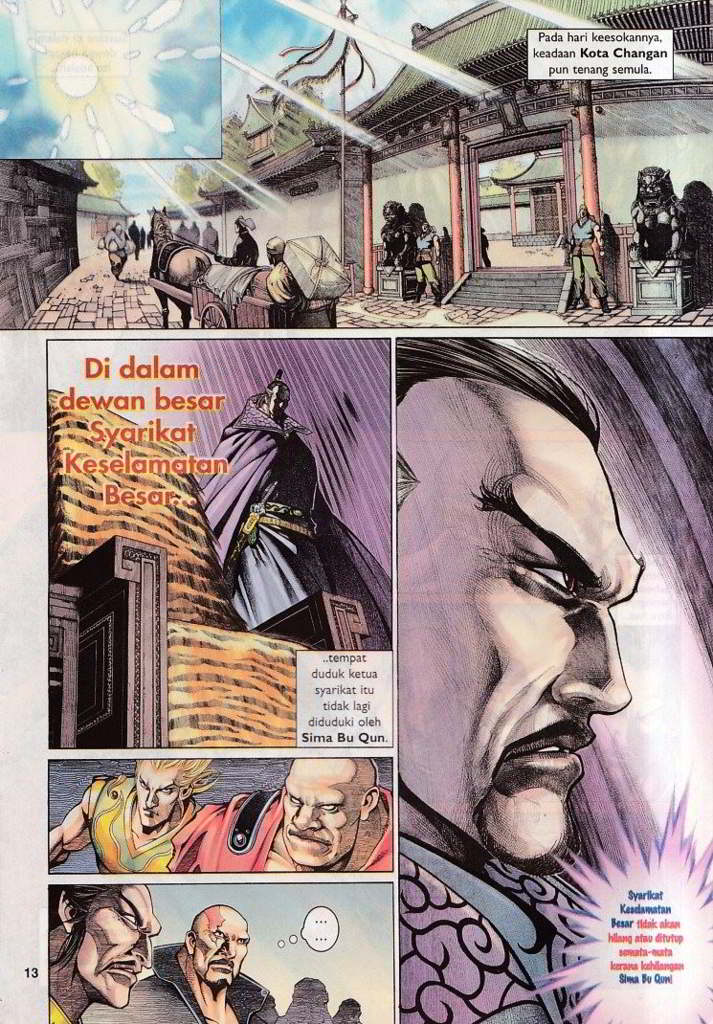 Pada hari keesokannya,
keadaan Kota Changan
pun tenang semula.
Di dalam
dewan besar
Syarikat
Keselamatan
Besar...
..tempat
duduk ketua
syarikat itu
tidak lagi
diduduki oleh
Sima Bu Qun.
...
...
Syarikat
Keselamatan
Besar tidak akan
hilang atau ditutup
semata-mata
kerana kehilangan
Sima Bu Qun!
13